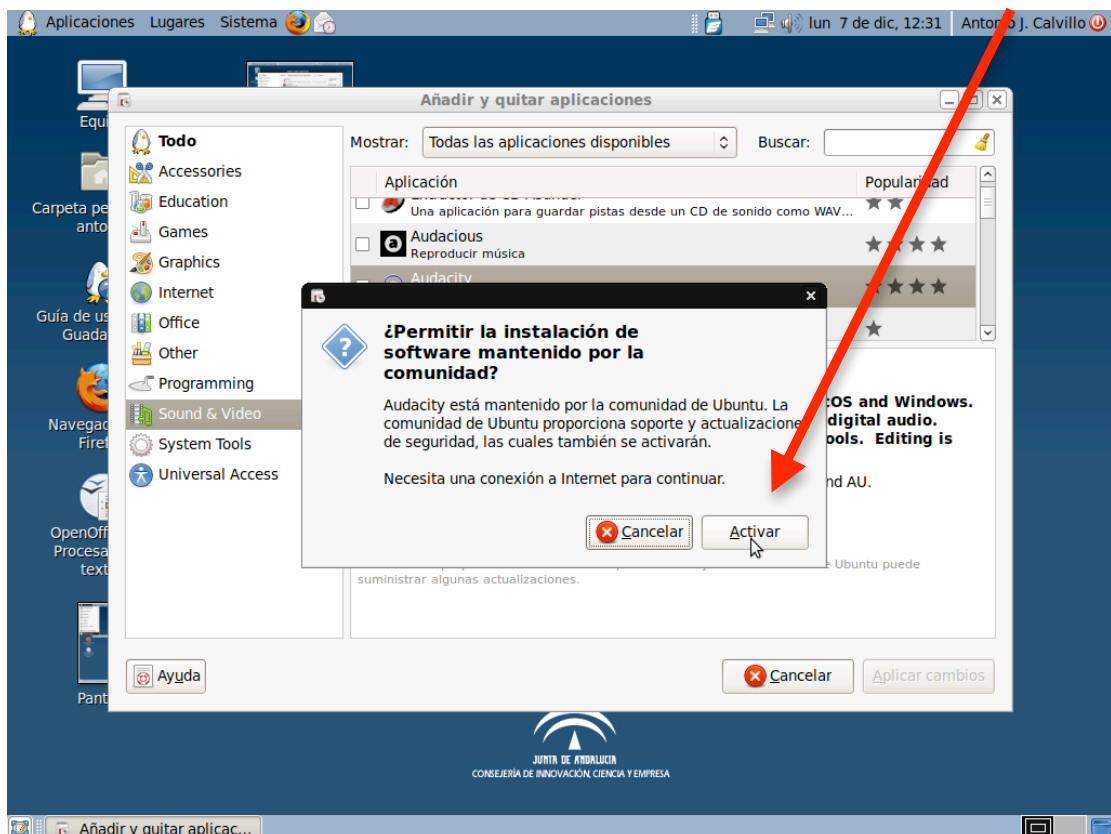 Aplicaciones Lugares Sistema lun 7 de dic, 12:31 Antonio J. Calvillo
Añadir y quitar aplicaciones
Todo
Accessories
Education
Games
Graphics
Internet
Office
Other
Programming
Sound & Video
System Tools
Universal Access
Mostrar: Todas las aplicaciones disponibles Buscar:
Aplicación Popularidad
Una aplicación para guardar pistas desde un CD de sonido como WAV...
Audacious
Reproducir música
Audacity
¿Permitir la instalación de
software mantenido por la
comunidad?
Audacity está mantenido por la comunidad de Ubuntu. La
comunidad de Ubuntu proporciona soporte y actualizacione
de seguridad, las cuales también se activarán.
Necesita una conexión a Internet para continuar.
Cancelar Activar
OS and Windows.
digital audio.
ools. Editing is
nd AU.
Ubuntu puede
suministrar algunas actualizaciones.
Ayuda Cancelar Aplicar cambios
Equi
Carpeta pe
anto
Guía de us
Guada
Navegad
Firef
OpenOff
Procesa
text
Pant
JUNTA DE ANDALUCIA
CONSEJERÍA DE INNOVACIÓN, CIENCIA Y EMPRESA
Añadir y quitar aplicac...